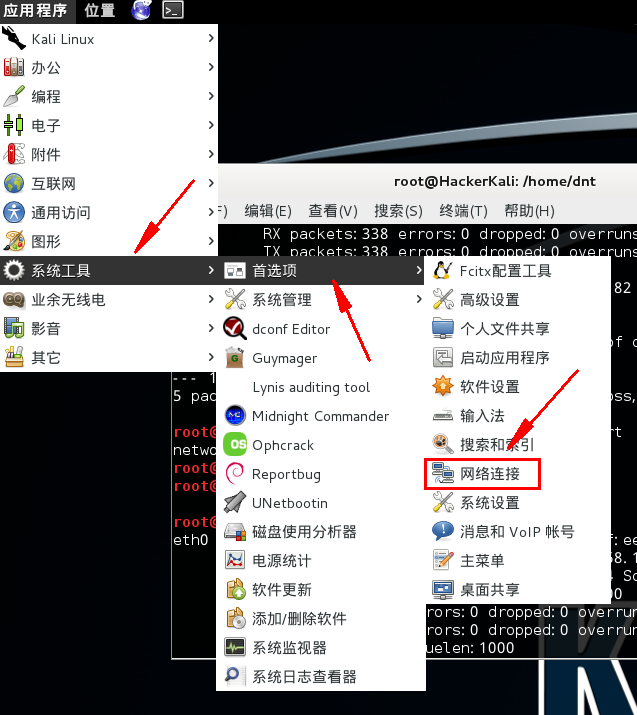 应用程序 位置
Kali Linux
办公
编程
电子
附件
互联网
通用访问
图形
系统工具
业余无线电
影音
其它
root@HackerKali: /home/dnt
F) 编辑(E) 查看(V) 搜索(S) 终端(T) 帮助(H)
RX packets:338 errors:0 dropped:0 overruns
TX packets:338 errors:0 dropped:0 overruns
首选项
系统管理
dconf Editor
Guymager
Lynis auditing tool
Midnight Commander
Ophcrack
Reportbug
UNetbootin
磁盘使用分析器
电源统计
软件更新
添加/删除软件
系统监视器
系统日志查看器
Fcitx配置工具
高级设置
个人文件共享
启动应用程序
软件设置
输入法
搜索和索引
网络连接
系统设置
消息和 VoIP 帐号
主菜单
桌面共享
82
of
--- 1
5 pac
oss,
root@
rt
networ
root@
root@
root@
eth0
f: ee
58.1
Sc
00
rors:0 dropped:0 overruns
rors:0 dropped:0 overruns
uelen:1000